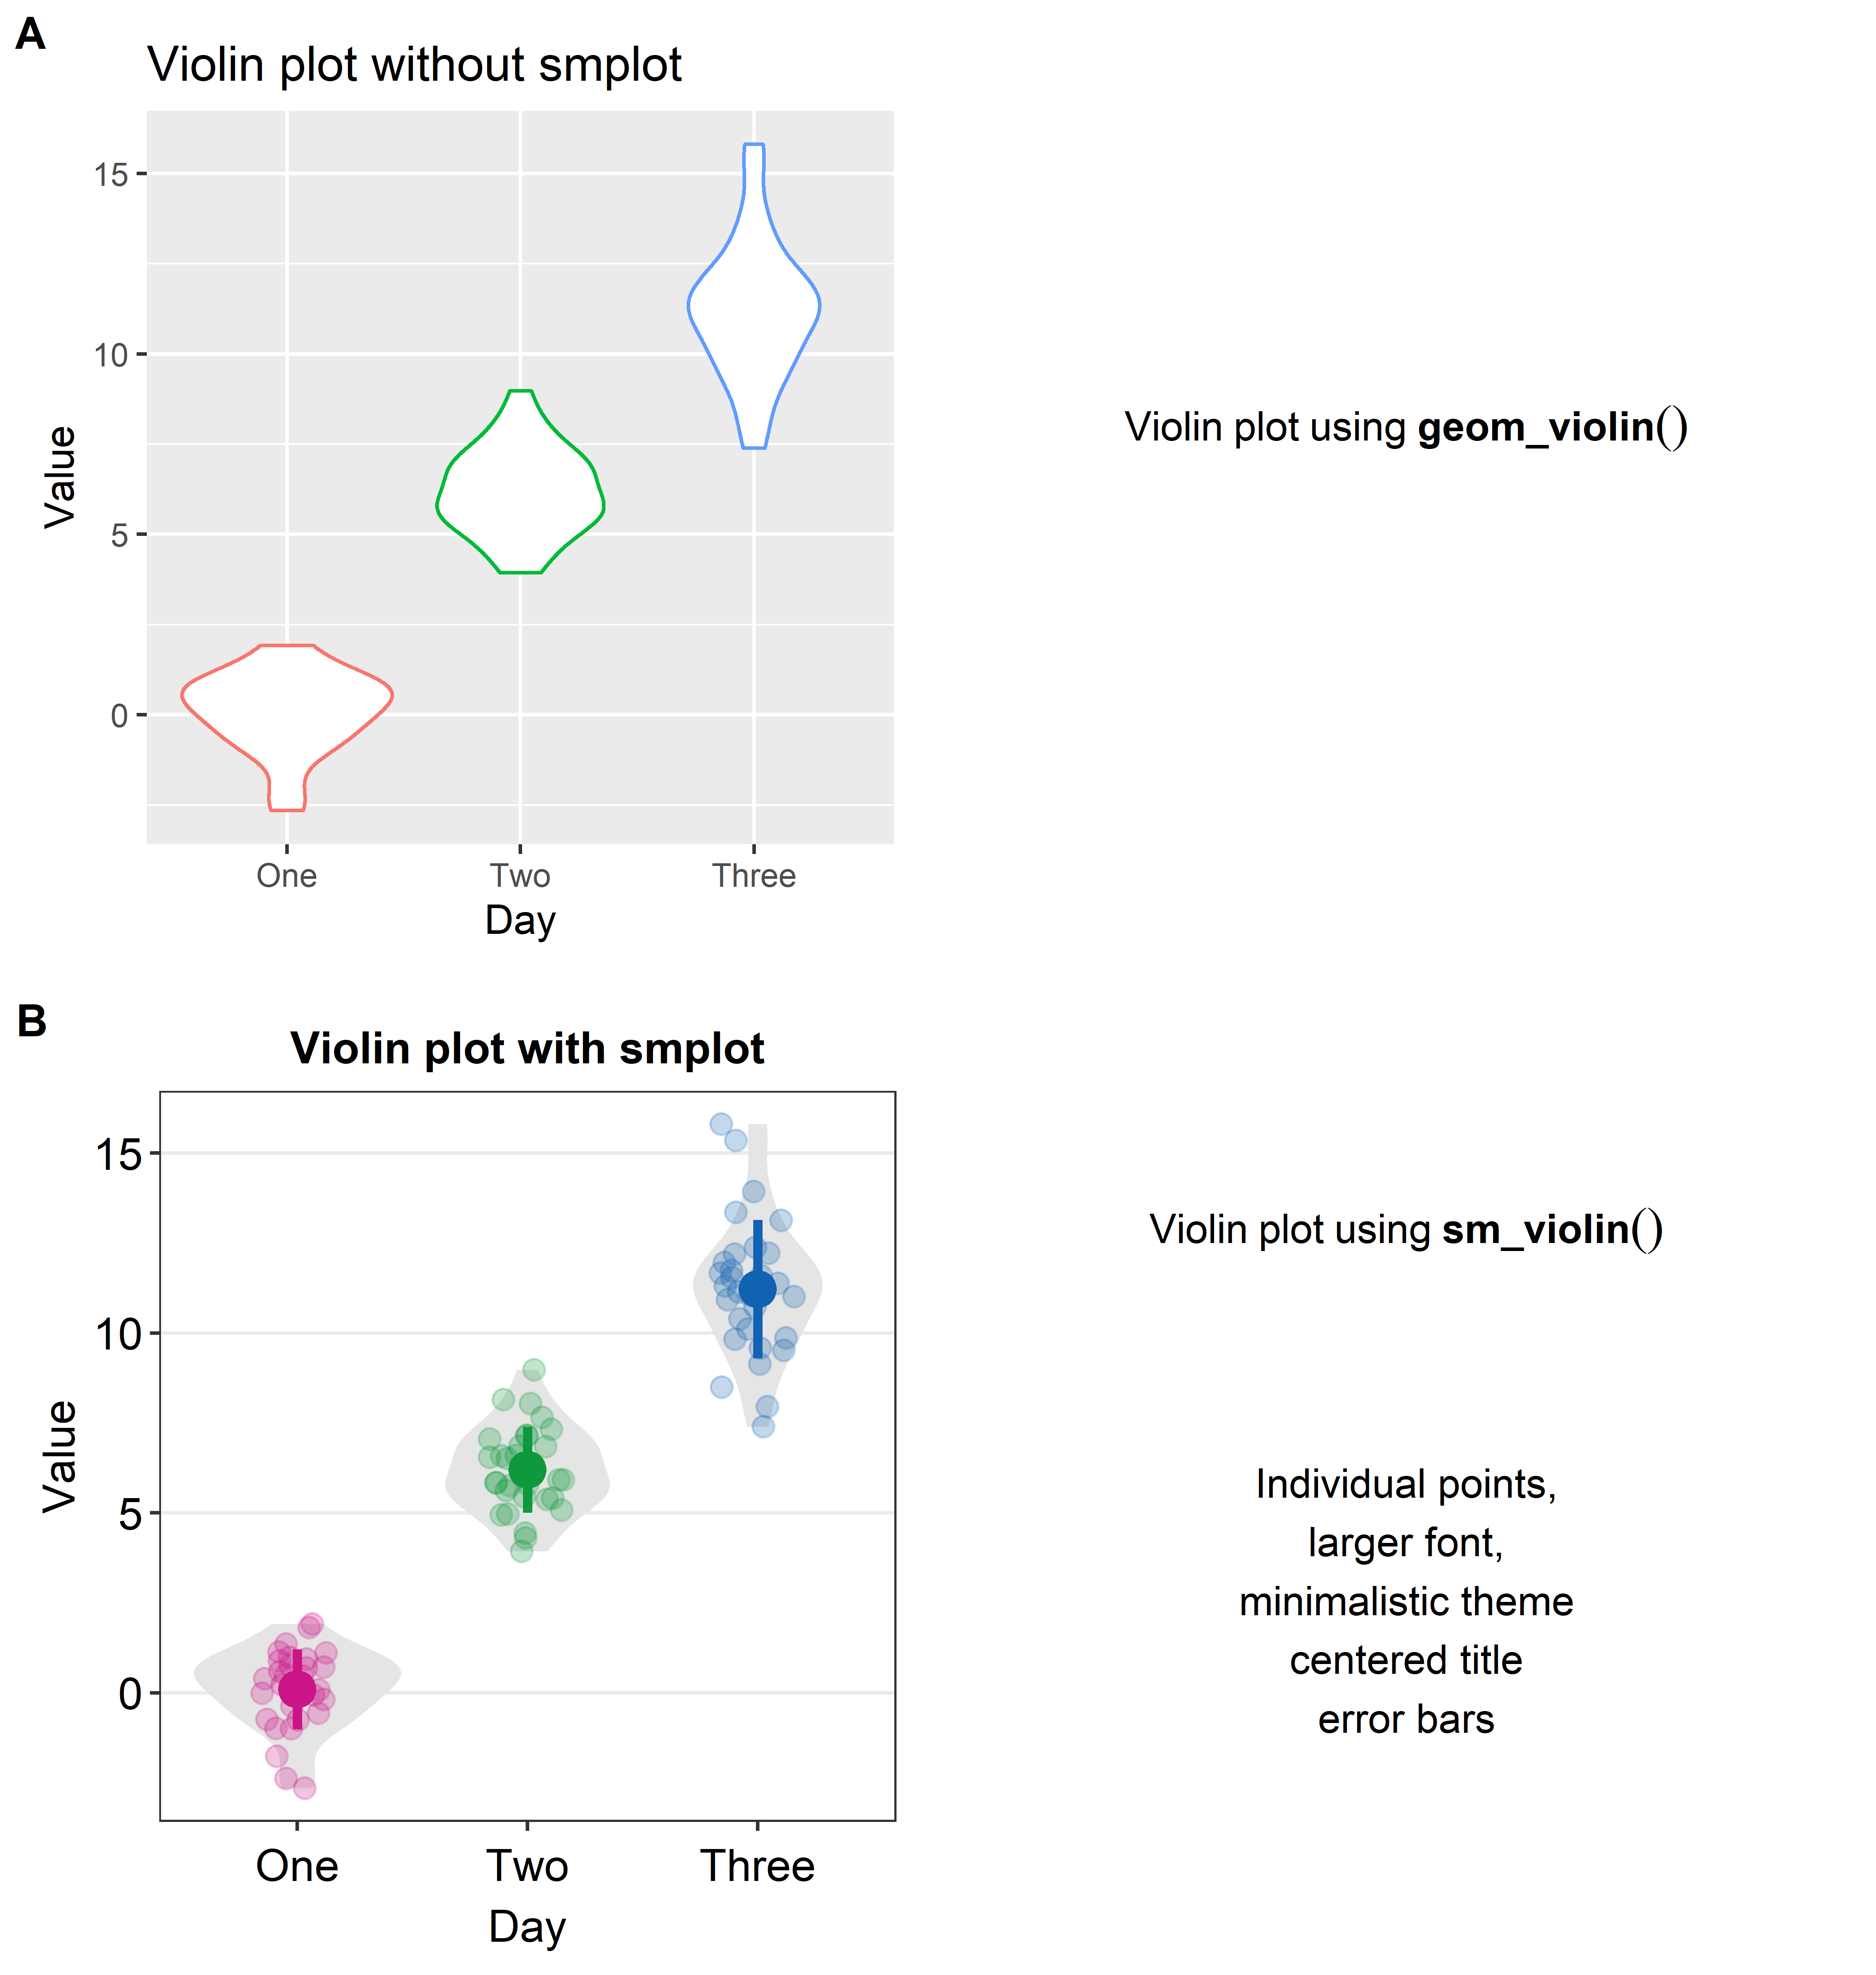 A
Violin plot without smplot
15
10
5
0
Value
One Two Three
Day
Violin plot using geom_violin()
B
Violin plot with smplot
15
10
5
0
Value
One Two Three
Day
Violin plot using sm_violin()
Individual points,
larger font,
minimalistic theme
centered title
error bars